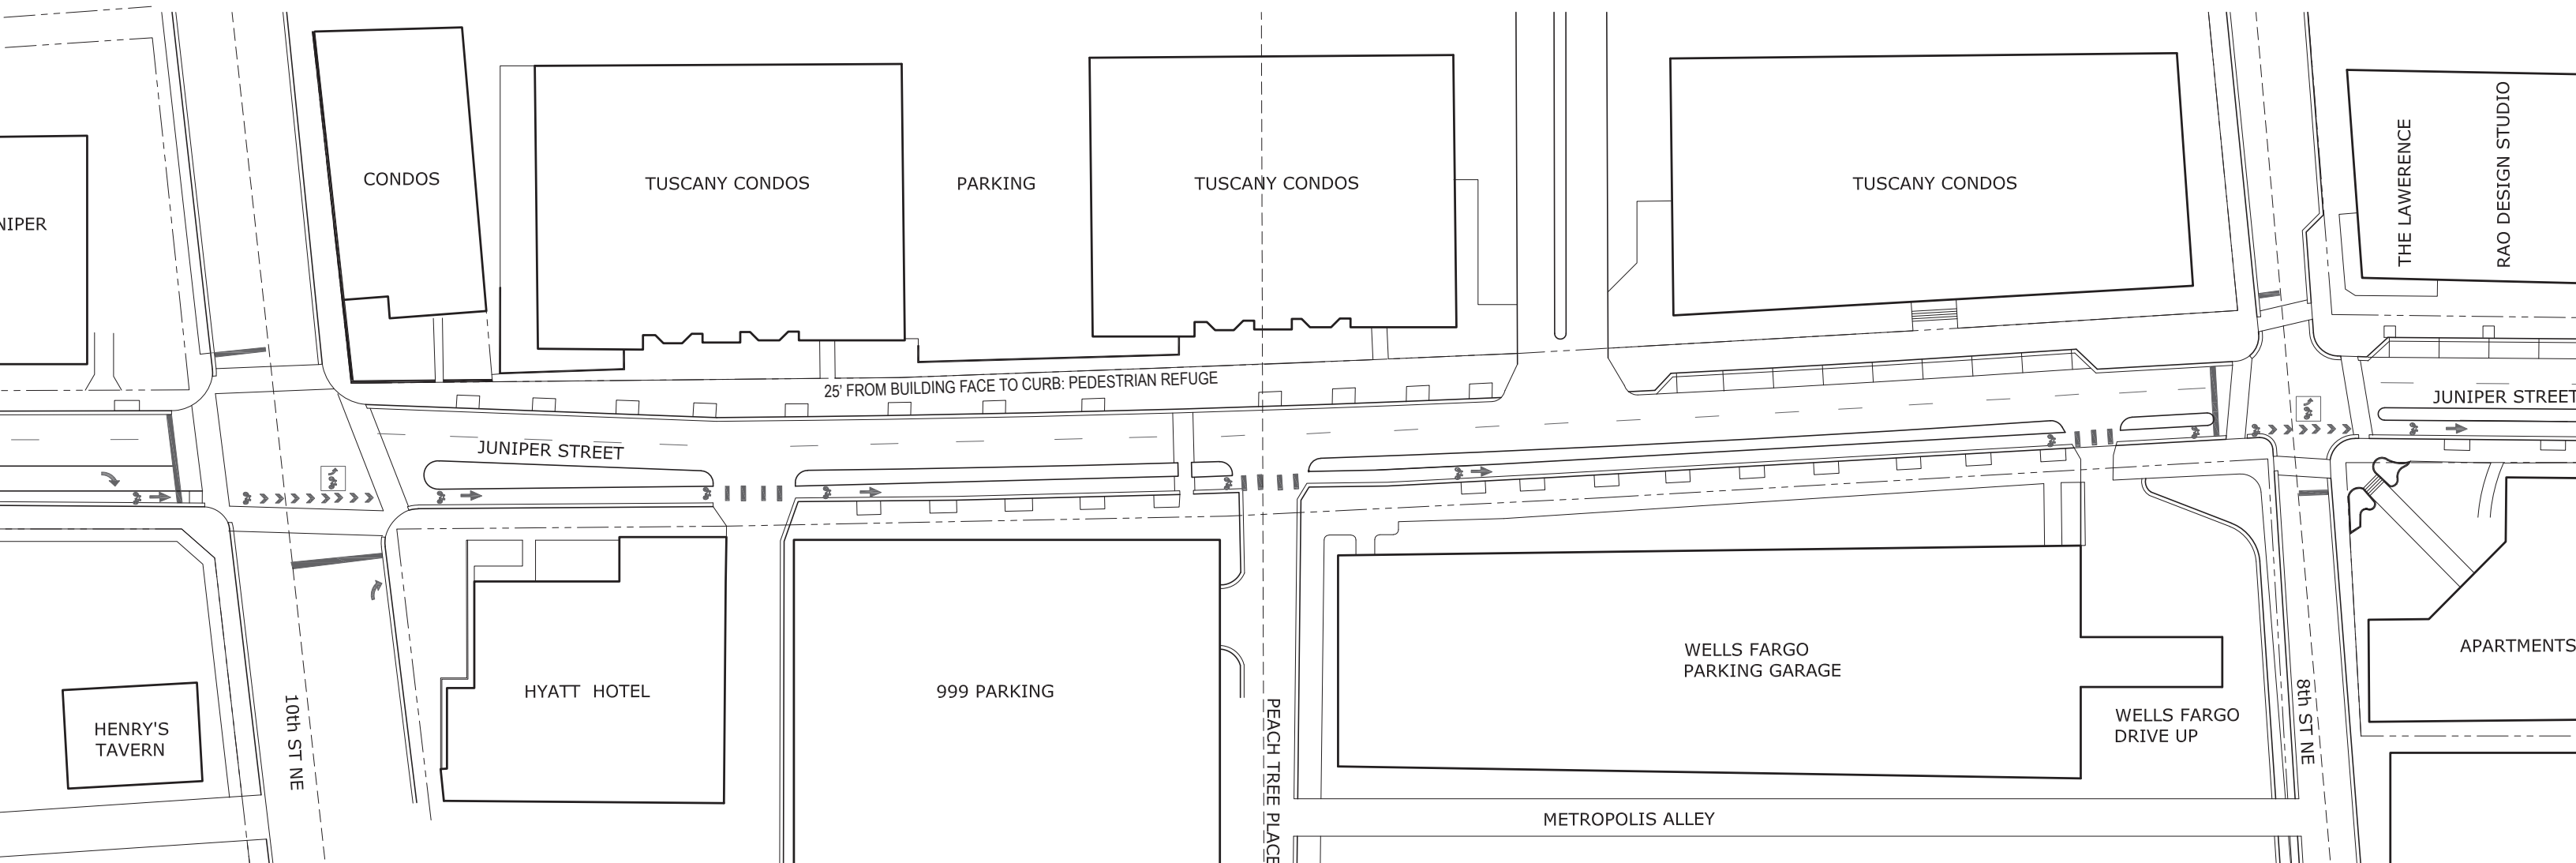 NIPER
CONDOS
TUSCANY CONDOS
PARKING
TUSCANY CONDOS
TUSCANY CONDOS
THE LAWERENCE
RAO DESIGN STUDIO
25' FROM BUILDING FACE TO CURB: PEDESTRIAN REFUGE
JUNIPER STREET
JUNIPER STREET
HENRY'S
TAVERN
10th ST NE
HYATT HOTEL
999 PARKING
PEACH TREE PLACE
WELLS FARGO
PARKING GARAGE
WELLS FARGO
DRIVE UP
8th ST NE
APARTMENTS
METROPOLIS ALLEY